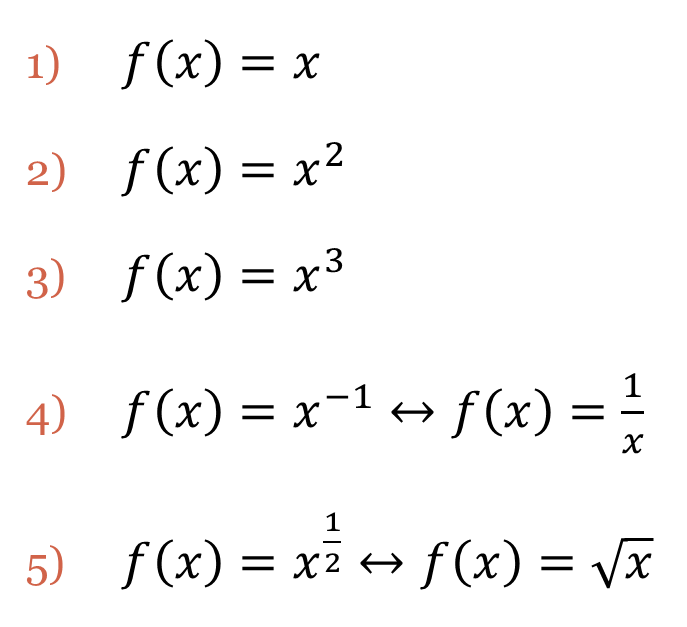 1) f(x) = x
2) f(x) = x²
3) f(x) = x³
4) f(x) = x⁻¹ ↔ f(x) = 1/x
5) f(x) = x^(1/2) ↔ f(x) = √x